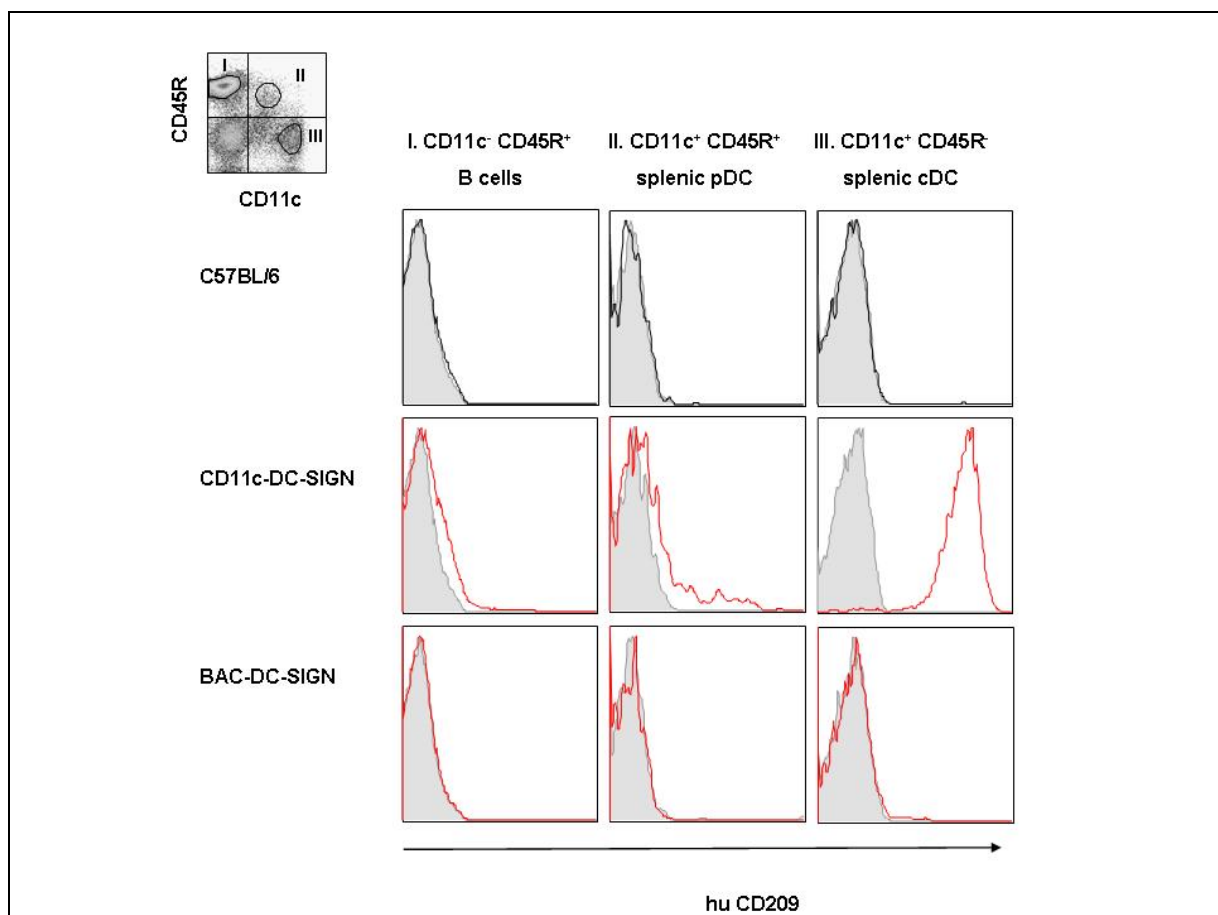 I
II
III
CD45R
CD11c
I. CD11c⁻ CD45R⁺
B cells
II. CD11c⁺ CD45R⁺
splenic pDC
III. CD11c⁺ CD45R⁻
splenic cDC
C57BL/6
CD11c-DC-SIGN
BAC-DC-SIGN
hu CD209